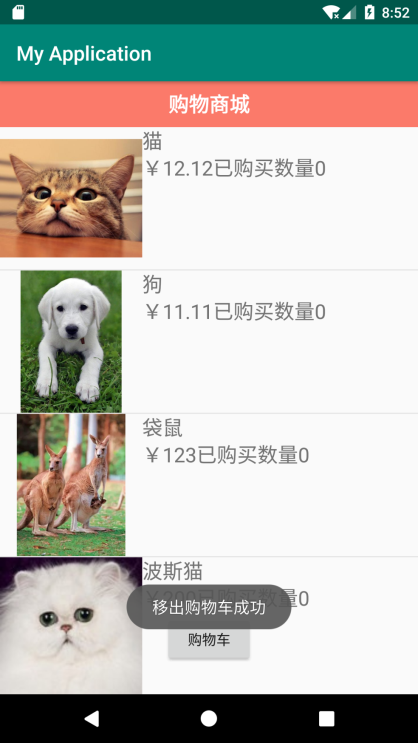 8:52
My Application
购物商城
猫
￥12.12已购买数量0
狗
￥11.11已购买数量0
袋鼠
￥123已购买数量0
波斯猫
移出购物车成功
购物车